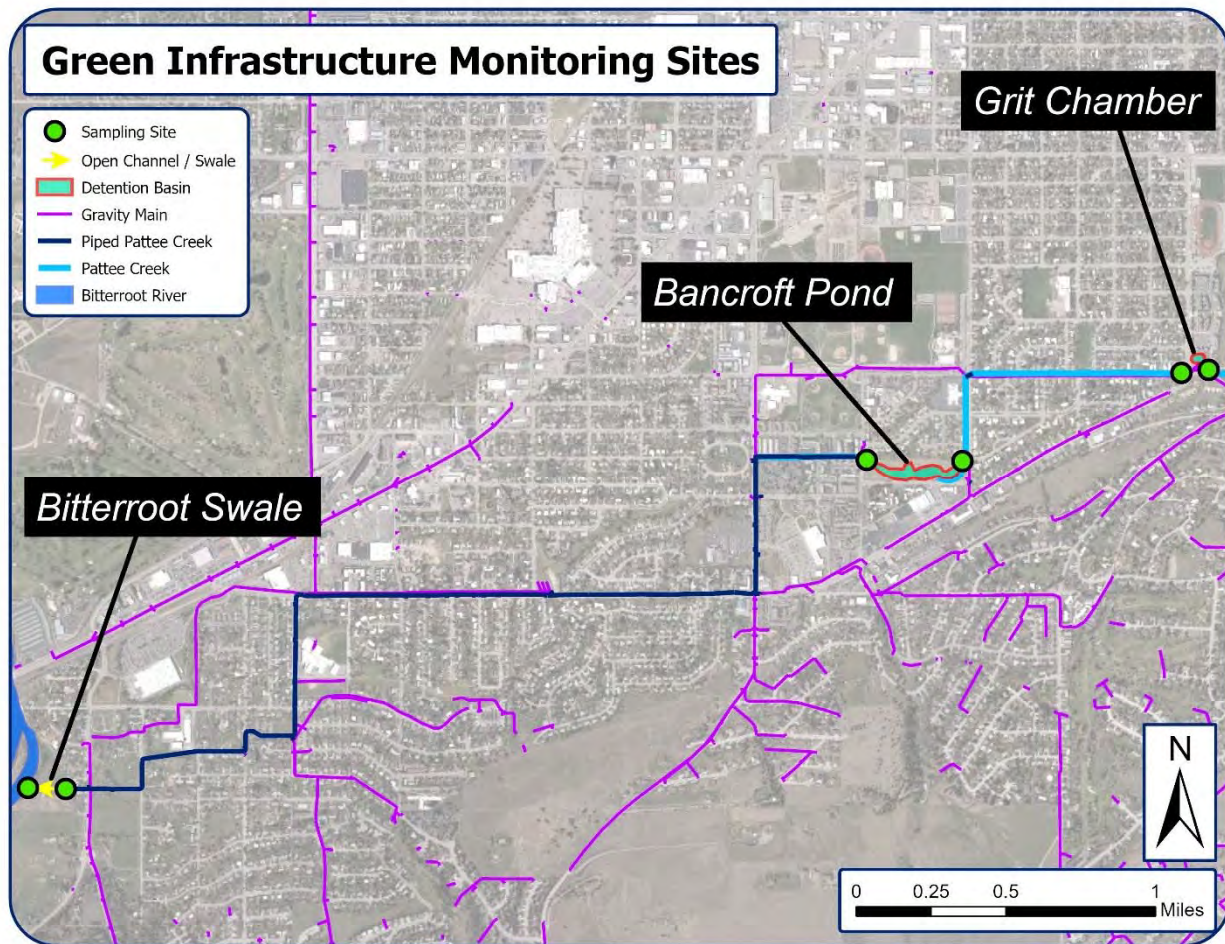 Green Infrastructure Monitoring Sites
Grit Chamber
Sampling Site
Open Channel / Swale
Detention Basin
Gravity Main
Piped Pattee Creek
Pattee Creek
Bitterroot River
Bancroft Pond
Bitterroot Swale
N
0 0.25 0.5 1
Miles